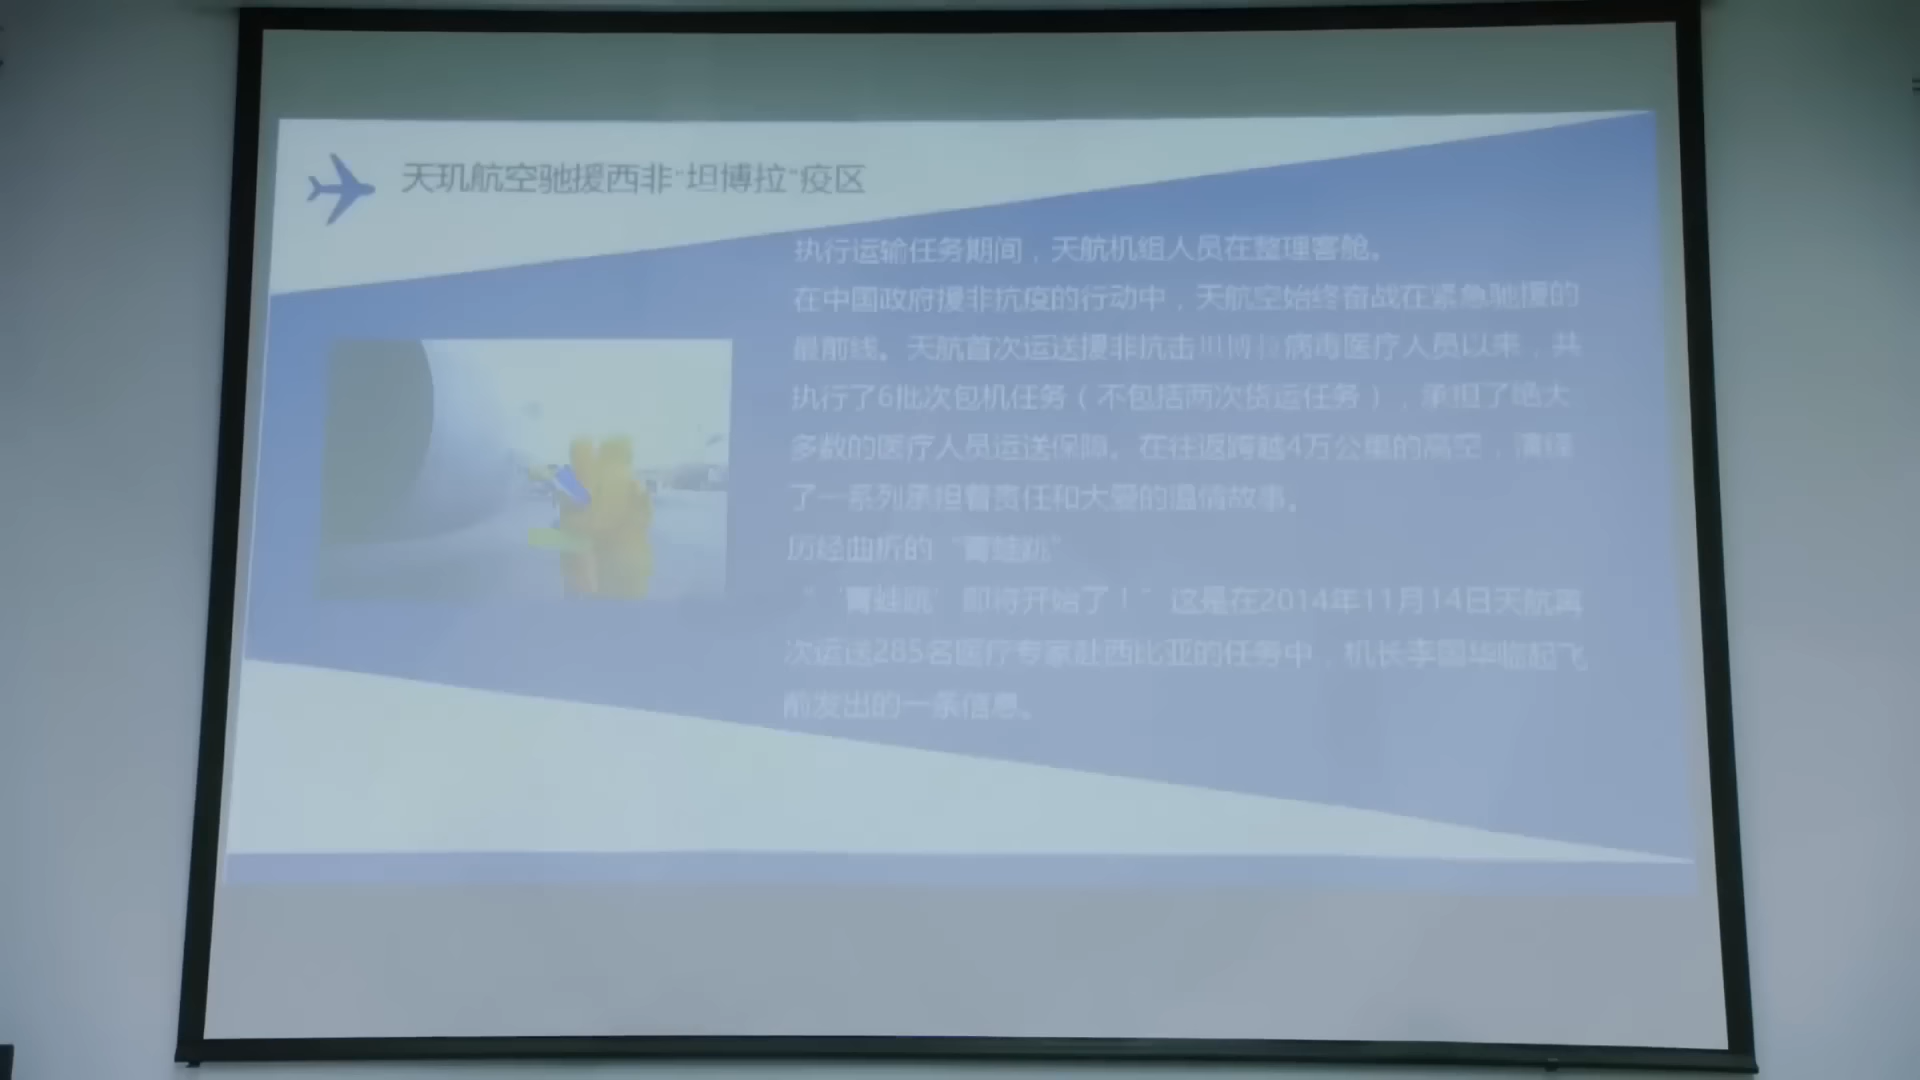 天玑航空驰援西非"坦博拉"疫区
执行运输任务期间，天航机组人员在整理客舱。
在中国政府援非抗疫的行动中，天航空始终奋战在紧急驰援的
最前线。天航首次运送援非抗击坦博拉病毒医疗人员以来，共
执行了6批次包机任务（不包括两次货运任务），承担了绝大
多数的医疗人员运送保障。在往返跨越4万公里的高空，演绎
了一系列承担着责任和大爱的温情故事。
历经曲折的“青蛙跳”
“‘青蛙跳’即将开始了！”这是在2014年11月14日天航再
次运送285名医疗专家赴西比亚的任务中，机长李国华临起飞
前发出的一条信息。